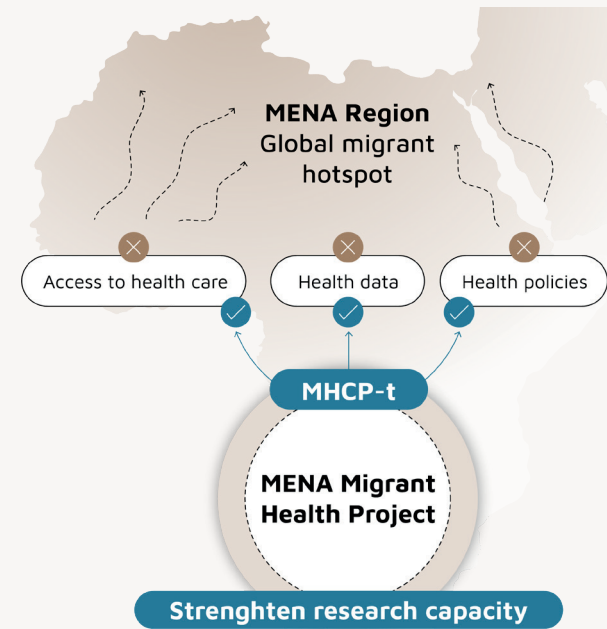 MENA Region
Global migrant
hotspot
Access to health care
Health data
Health policies
MHCP-t
MENA Migrant
Health Project
Strenghten research capacity